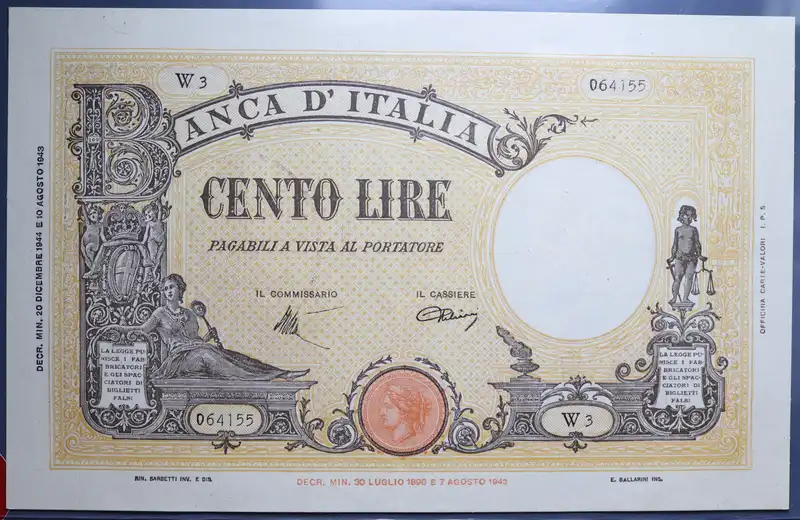 W 3
064155
BANCA D'ITALIA
CENTO LIRE
PAGABILI A VISTA AL PORTATORE
IL COMMISSARIO
IL CASSIERE
LA LEGGE PU-
NISCE I FAB-
BRICATORI
E GLI SPAC-
CIATORI DI
BIGLIETTI
FALSI
LA LEGGE PU-
NISCE I FAB-
BRICATORI
E GLI SPAC-
CIATORI DI
BIGLIETTI
FALSI
064155
W 3
RIN. BARBETTI INV. E DIS.
DECR. MIN. 30 LUGLIO 1896 E 7 AGOSTO 1943
E. BALLARINI INC.
DECR. MIN. 20 DICEMBRE 1944 E 10 AGOSTO 1943
OFFICINA CARTE-VALORI I. P. S.